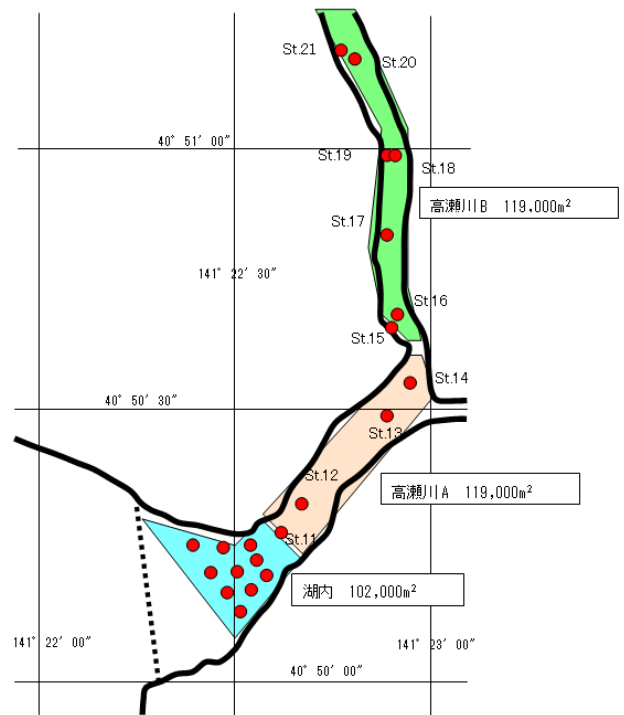 St.21
St.20
40° 51′ 00″
St.19
St.18
高瀬川B 119,000m²
St.17
141° 22′ 30″
St.16
St.15
St.14
40° 50′ 30″
St.13
St.12
高瀬川A 119,000m²
St.11
湖内 102,000m²
141° 22′ 00″
141° 23′ 00″
40° 50′ 00″